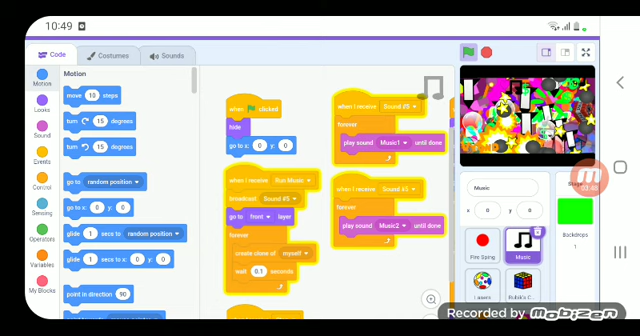 10:49
Code Costumes Sounds
Motion
Motion
Looks
Sound
Events
Control
Sensing
Operators
Variables
My Blocks
move 10 steps
turn 15 degrees
turn 15 degrees
go to random position
go to x: 0 y: 0
glide 1 secs to random position
glide 1 secs to x: 0 y: 0
point in direction 90
when clicked
hide
go to x: 0 y: 0
when I receive Run Music
broadcast Sound #5
go to front layer
forever
create clone of myself
wait 0.1 seconds
when I receive Sound #5
forever
play sound Music1 until done
when I receive
forever
play sound Music2 until done
Music
x 0 y 0
Fire Sping
Music
Backdrops
1
Recorded by MOBIZEN